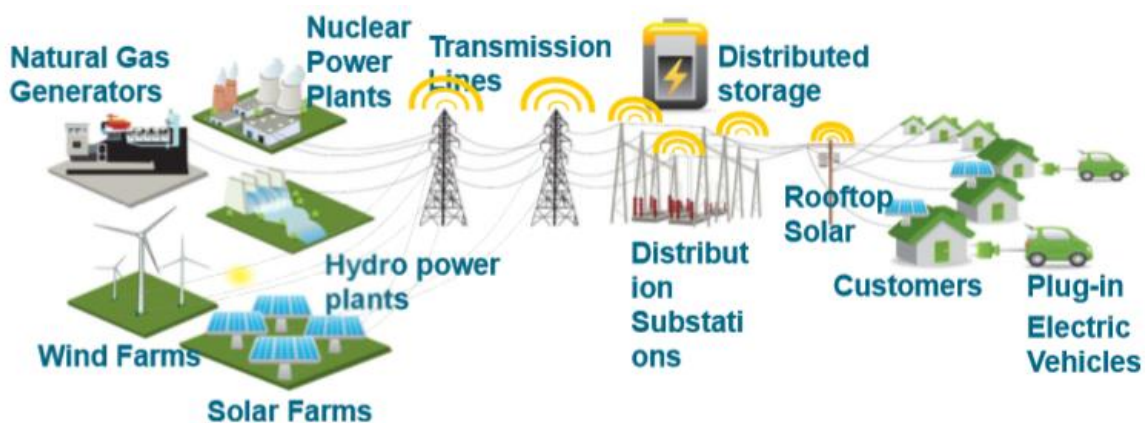 Natural Gas
Generators
Nuclear
Power
Plants
Transmission
Lines
Distributed
storage
Hydro power
plants
Wind Farms
Solar Farms
Distribut
ion
Substati
ons
Rooftop
Solar
Customers
Plug-in
Electric
Vehicles